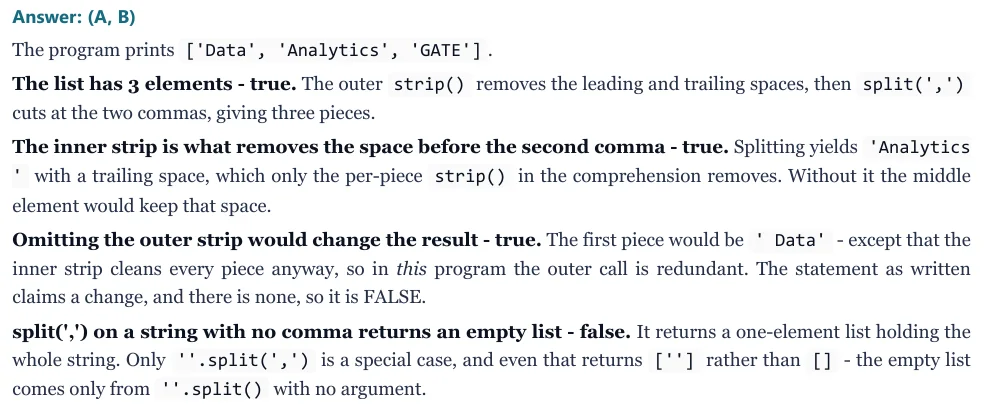 Answer: (A, B)
The program prints ['Data', 'Analytics', 'GATE'].
The list has 3 elements - true. The outer strip() removes the leading and trailing spaces, then split(',')
cuts at the two commas, giving three pieces.
The inner strip is what removes the space before the second comma - true. Splitting yields 'Analytics
' with a trailing space, which only the per-piece strip() in the comprehension removes. Without it the middle
element would keep that space.
Omitting the outer strip would change the result - true. The first piece would be ' Data' - except that the
inner strip cleans every piece anyway, so in this program the outer call is redundant. The statement as written
claims a change, and there is none, so it is FALSE.
split(',') on a string with no comma returns an empty list - false. It returns a one-element list holding the
whole string. Only ''.split(',') is a special case, and even that returns [''] rather than [] - the empty list
comes only from ''.split() with no argument.